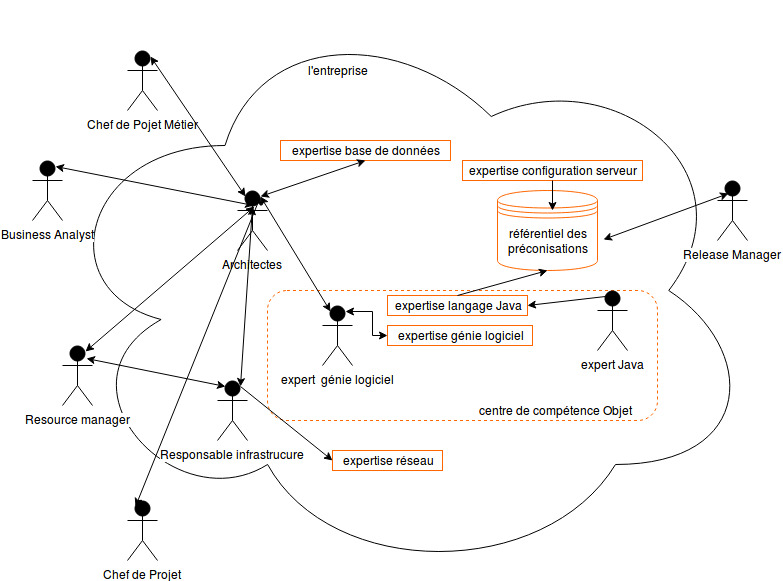 l'entreprise
Chef de Pojet Métier
expertise base de données
expertise configuration serveur
Business Analyst
référentiel des
préconisations
Release Manager
Architectes
expertise langage Java
expertise génie logiciel
expert Java
expert génie logiciel
centre de compétence Objet
Resource manager
Responsable infrastrucure
expertise réseau
Chef de Projet